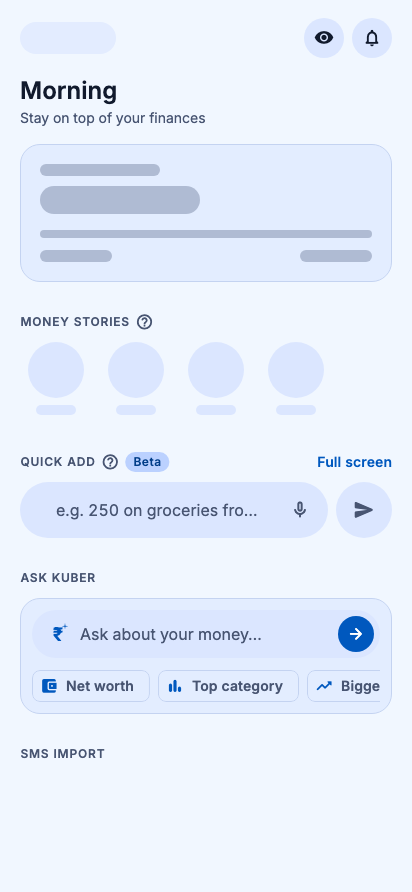 Morning
Stay on top of your finances
MONEY STORIES
QUICK ADD Beta Full screen
e.g. 250 on groceries fro...
ASK KUBER
Ask about your money...
Net worth Top category Bigge
SMS IMPORT